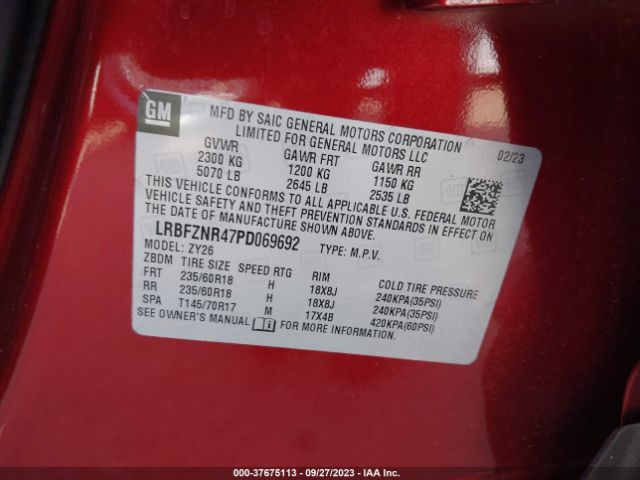 GM
MFD BY SAIC GENERAL MOTORS CORPORATION
LIMITED FOR GENERAL MOTORS LLC
02/23
GVWR GAWR FRT GAWR RR
2300 KG 1200 KG 1150 KG
5070 LB 2645 LB 2535 LB
THIS VEHICLE CONFORMS TO ALL APPLICABLE U.S. FEDERAL MOTOR
VEHICLE SAFETY AND THEFT PREVENTION STANDARDS IN EFFECT ON
THE DATE OF MANUFACTURE SHOWN ABOVE.
LRBFZNR47PD069692 TYPE: M.P.V.
MODEL: ZY26
ZBDM TIRE SIZE SPEED RTG RIM COLD TIRE PRESSURE
FRT 235/60R18 H 18X8J 240KPA(35PSI)
RR 235/60R18 H 18X8J 240KPA(35PSI)
SPA T145/70R17 M 17X4B 420KPA(60PSI)
SEE OWNER'S MANUAL i FOR MORE INFORMATION.
000-37675113 - 09/27/2023 - IAA Inc.